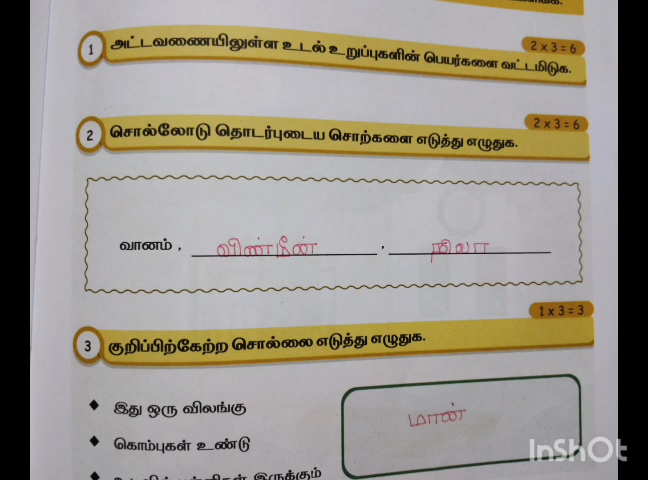 1 அட்டவணையிலுள்ள உடல் உறுப்புகளின் பெயர்களை வட்டமிடுக. 2 x 3 = 6
2 சொல்லோடு தொடர்புடைய சொற்களை எடுத்து எழுதுக. 2 x 3 = 6
வானம் , விண்மீன் , நிலா
3 குறிப்பிற்கேற்ற சொல்லை எடுத்து எழுதுக. 1 x 3 = 3
◆ இது ஒரு விலங்கு
மான்
◆ கொம்புகள் உண்டு
◆ இருக்கும்
InShOt